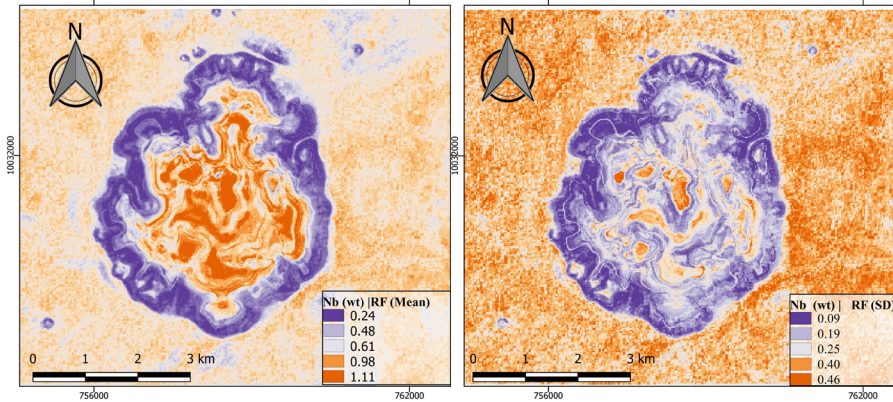 N
10032000
Nb (wt) |RF (Mean)
0.24
0.48
0.61
0.98
1.11
0 1 2 3 km
756000 762000
N
10032000
Nb (wt) | RF (SD)
0.09
0.19
0.25
0.40
0.46
0 1 2 3 km
756000 762000